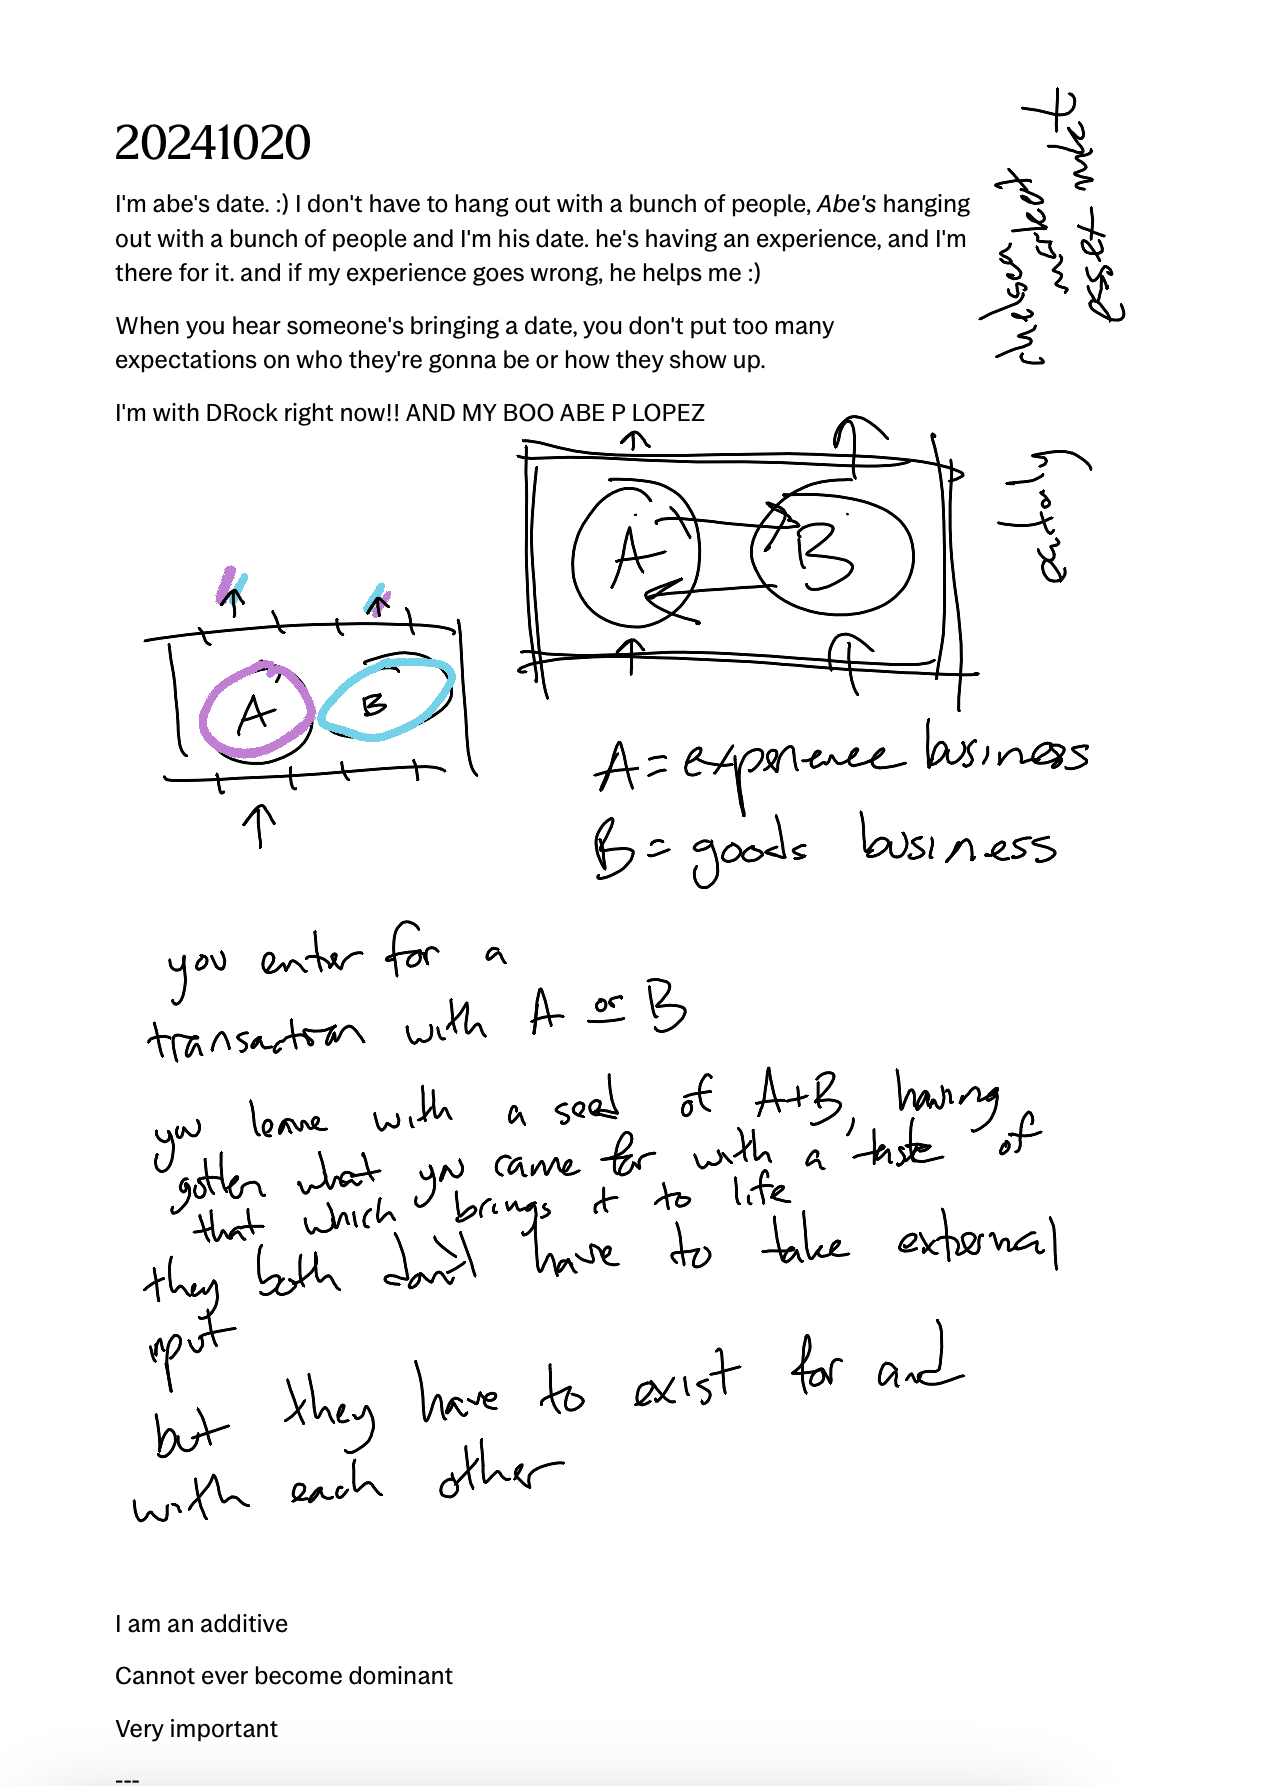 20241020
I'm abe's date. :) I don't have to hang out with a bunch of people, Abe's hanging
out with a bunch of people and I'm his date. he's having an experience, and I'm
there for it. and if my experience goes wrong, he helps me :)
When you hear someone's bringing a date, you don't put too many
expectations on who they're gonna be or how they show up.
I'm with DRock right now!! AND MY BOO ABE P LOPEZ
chelsea
market
eataly
A B
A B
A = experience business
B = goods business
you enter for a
transaction with A or B
you leave with a seed of A+B, having
gotten what you came for with a taste of
that which brings it to life
they both don't have to take external
input
but they have to exist for and
with each other
I am an additive
Cannot ever become dominant
Very important
---